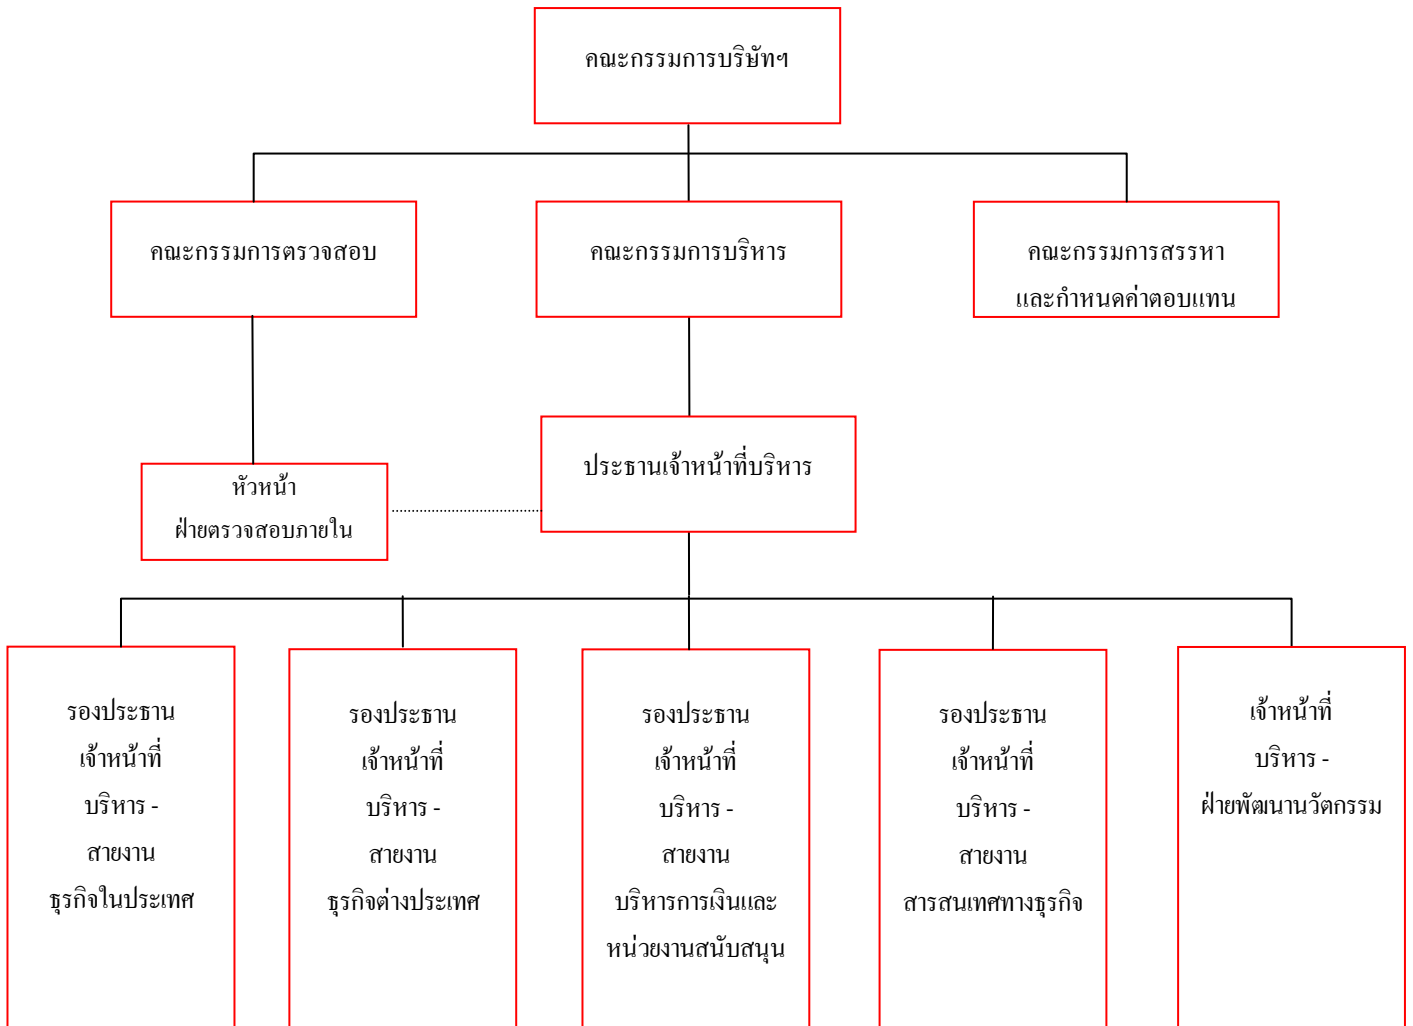 คณะกรรมการบริษัทฯ
คณะกรรมการตรวจสอบ
คณะกรรมการบริหาร
คณะกรรมการสรรหา
และกำหนดค่าตอบแทน
ประธานเจ้าหน้าที่บริหาร
หัวหน้า
ฝ่ายตรวจสอบภายใน
รองประธาน
เจ้าหน้าที่
บริหาร -
สายงาน
ธุรกิจในประเทศ
รองประธาน
เจ้าหน้าที่
บริหาร -
สายงาน
ธุรกิจต่างประเทศ
รองประธาน
เจ้าหน้าที่
บริหาร -
สายงาน
บริหารการเงินและ
หน่วยงานสนับสนุน
รองประธาน
เจ้าหน้าที่
บริหาร -
สายงาน
สารสนเทศทางธุรกิจ
เจ้าหน้าที่
บริหาร -
ฝ่ายพัฒนานวัตกรรม